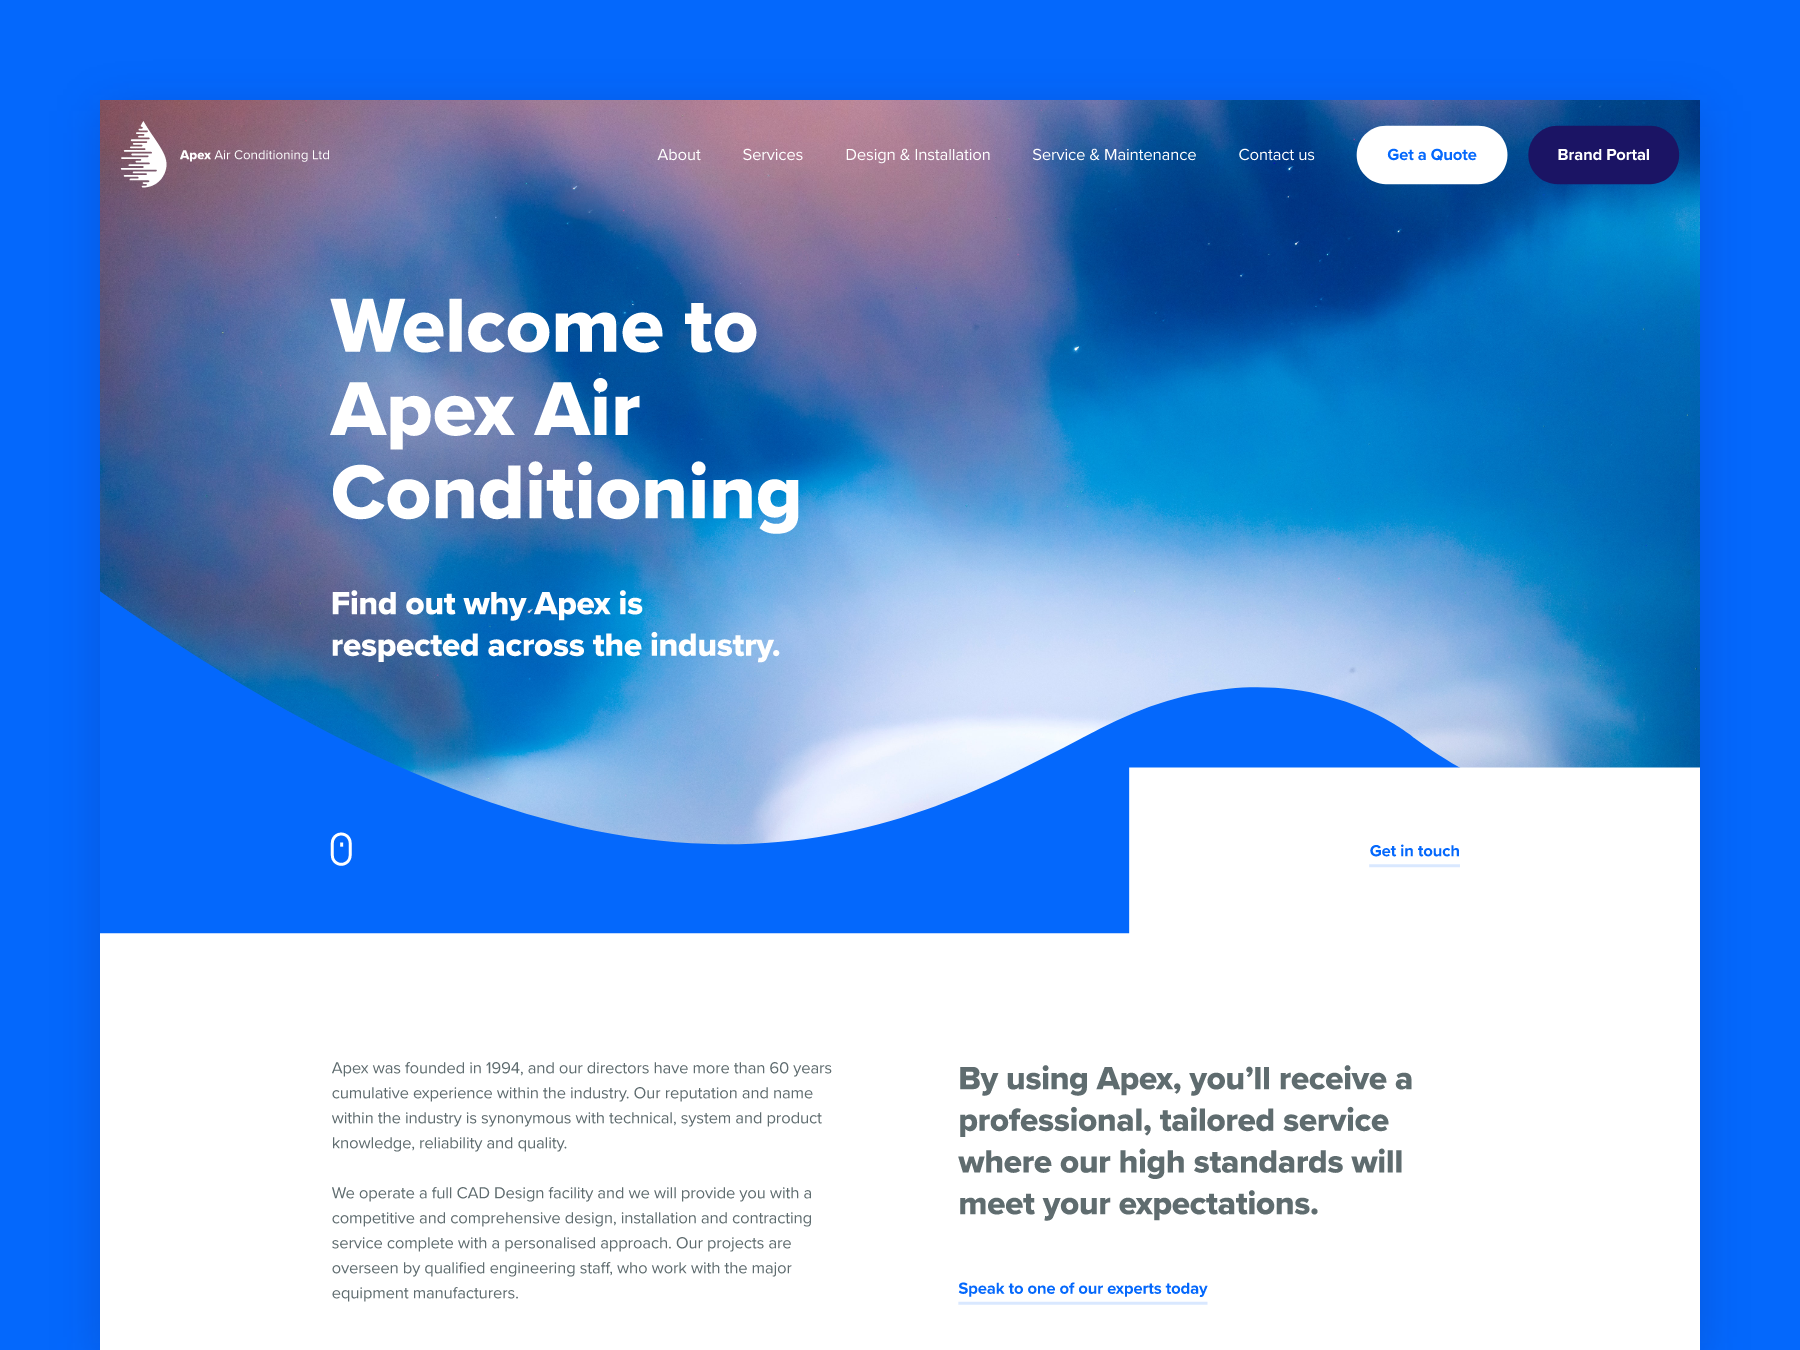 Apex Air Conditioning Ltd
About
Services
Design & Installation
Service & Maintenance
Contact us
Get a Quote
Brand Portal
Welcome to
Apex Air
Conditioning
Find out why Apex is
respected across the industry.
Get in touch
Apex was founded in 1994, and our directors have more than 60 years
cumulative experience within the industry. Our reputation and name
within the industry is synonymous with technical, system and product
knowledge, reliability and quality.
We operate a full CAD Design facility and we will provide you with a
competitive and comprehensive design, installation and contracting
service complete with a personalised approach. Our projects are
overseen by qualified engineering staff, who work with the major
equipment manufacturers.
By using Apex, you’ll receive a
professional, tailored service
where our high standards will
meet your expectations.
Speak to one of our experts today